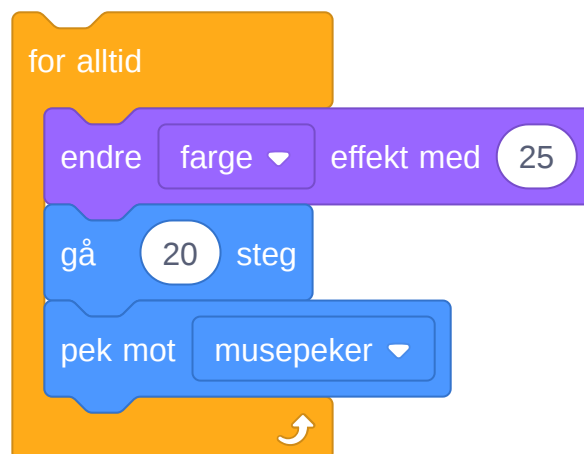 for alltid
endre farge effekt med 25
gå 20 steg
pek mot musepeker